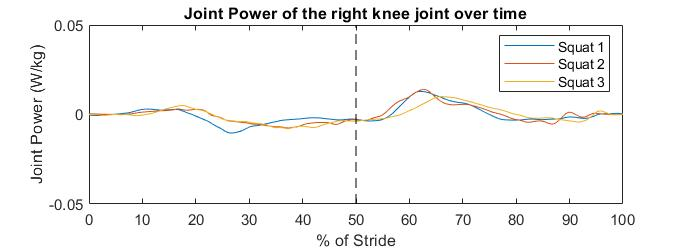 Joint Power of the right knee joint over time
Joint Power (W/kg)
0.05
0
-0.05
Squat 1
Squat 2
Squat 3
0 10 20 30 40 50 60 70 80 90 100
% of Stride